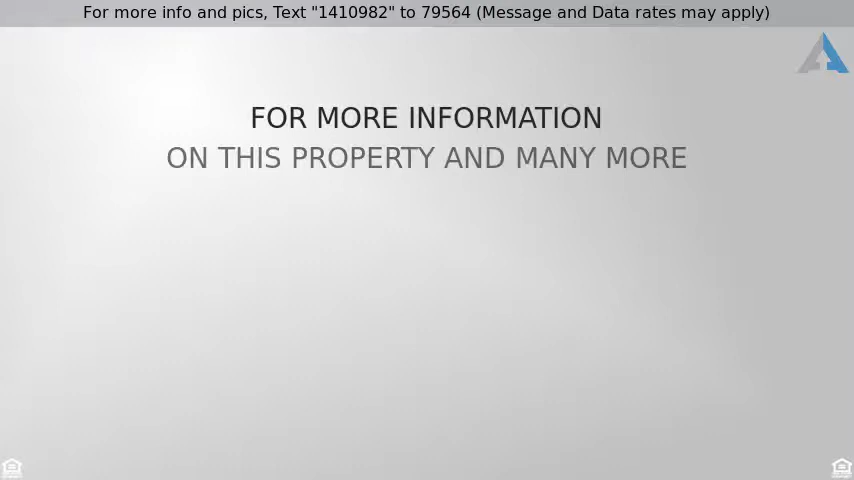 For more info and pics, Text "1410982" to 79564 (Message and Data rates may apply)
FOR MORE INFORMATION
ON THIS PROPERTY AND MANY MORE